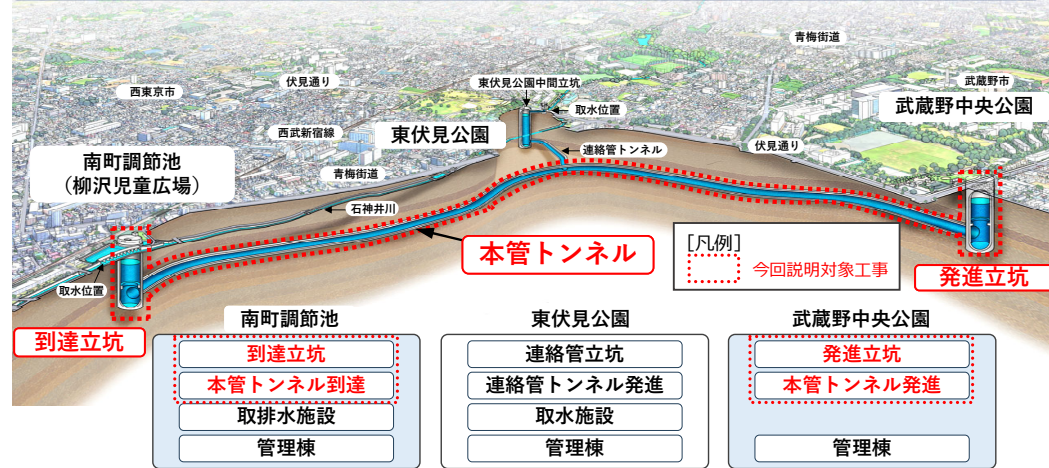 青梅街道
伏見通り
東伏見公園中間立坑
武蔵野市
西東京市
取水位置
武蔵野中央公園
西武新宿線
東伏見公園
連絡管トンネル
伏見通り
南町調節池
（柳沢児童広場）
青梅街道
石神井川
本管トンネル
[凡例]
今回説明対象工事
発進立坑
取水位置
到達立坑
南町調節池
到達立坑
本管トンネル到達
取排水施設
管理棟
東伏見公園
連絡管立坑
連絡管トンネル発進
取水施設
管理棟
武蔵野中央公園
発進立坑
本管トンネル発進
管理棟